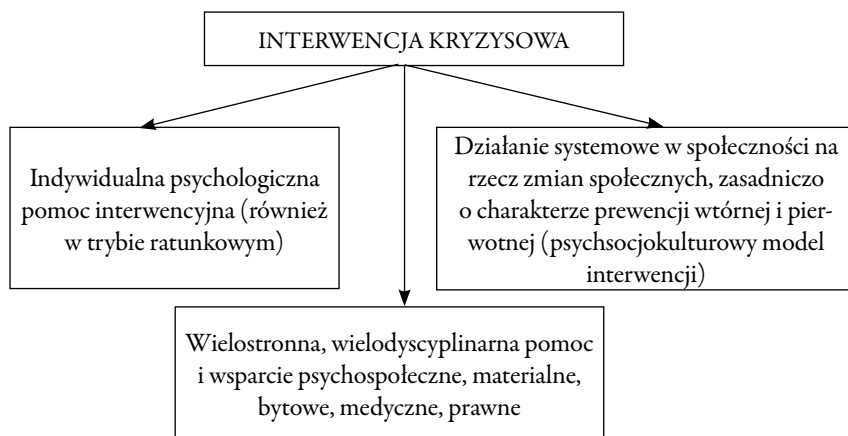 INTERWENCJA KRYZYSOWA
Indywidualna psychologiczna
pomoc interwencyjna (również
w trybie ratunkowym)
Działanie systemowe w społeczności na
rzecz zmian społecznych, zasadniczo
o charakterze prewencji wtórnej i pier-
wotnej (psychsocjokulturowy model
interwencji)
Wielostronna, wielodyscyplinarna pomoc
i wsparcie psychospołeczne, materialne,
bytowe, medyczne, prawne